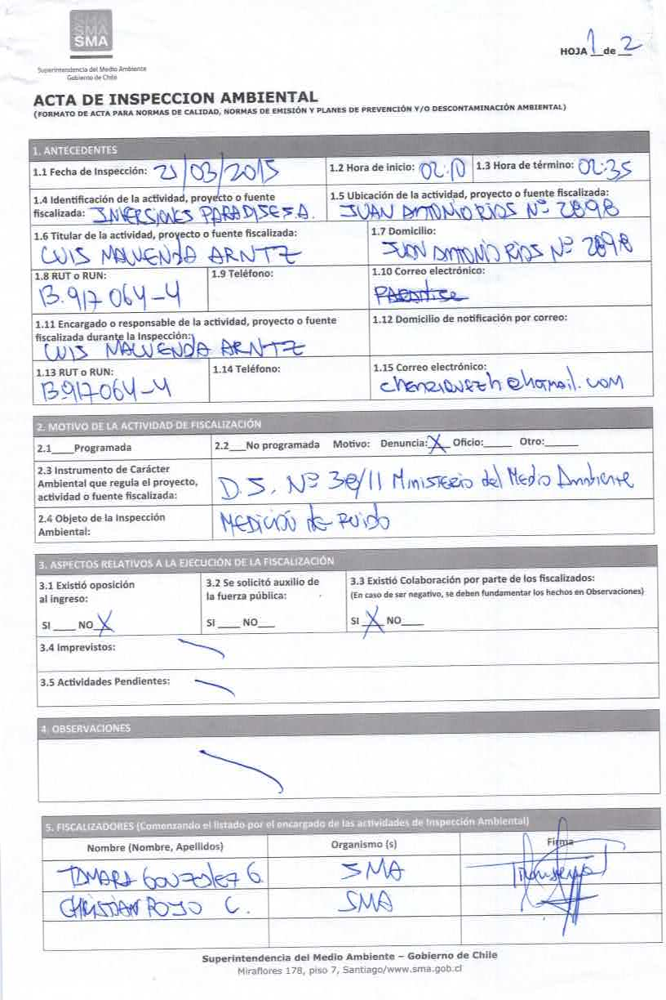 SMA
SMA
SMA
Superintendencia del Medio Ambiente
Gobierno de Chile
HOJA 1 de 2
ACTA DE INSPECCION AMBIENTAL
(FORMATO DE ACTA PARA NORMAS DE CALIDAD, NORMAS DE EMISIÓN Y PLANES DE PREVENCIÓN Y/O DESCONTAMINACIÓN AMBIENTAL)
1. ANTECEDENTES
1.1 Fecha de Inspección: 21/03/2015
1.2 Hora de inicio: 02:10
1.3 Hora de término: 02:35
1.4 Identificación de la actividad, proyecto o fuente
fiscalizada: INVERSIONES PARADISE S.A.
1.5 Ubicación de la actividad, proyecto o fuente fiscalizada:
JUAN ANTONIO RIOS Nº 2898
1.6 Titular de la actividad, proyecto o fuente fiscalizada:
LUIS MALUENDA ARNTZ
1.7 Domicilio:
JUAN ANTONIO RIOS Nº 2898
1.8 RUT o RUN:
13.917 064-4
1.9 Teléfono:
1.10 Correo electrónico:
1.11 Encargado o responsable de la actividad, proyecto o fuente
fiscalizada durante la Inspección:
LUIS MALUENDA ARNTZ
1.12 Domicilio de notificación por correo:
1.13 RUT o RUN:
13917064-4
1.14 Teléfono:
1.15 Correo electrónico:
chenriquezh@hotmail.com
2. MOTIVO DE LA ACTIVIDAD DE FISCALIZACIÓN
2.1____Programada
2.2___No programada Motivo: Denuncia: X Oficio:_____ Otro:______
2.3 Instrumento de Carácter
Ambiental que regula el proyecto,
actividad o fuente fiscalizada:
D.S. Nº 38/11 Ministerio del Medio Ambiente
2.4 Objeto de la Inspección
Ambiental:
MEDICIÓN de RUIDO
3. ASPECTOS RELATIVOS A LA EJECUCIÓN DE LA FISCALIZACIÓN
3.1 Existió oposición
al ingreso:
SI ____ NO X
3.2 Se solicitó auxilio de
la fuerza pública:
SI ____ NO___
3.3 Existió Colaboración por parte de los fiscalizados:
(En caso de ser negativo, se deben fundamentar los hechos en Observaciones)
SI X NO____
3.4 Imprevistos:
3.5 Actividades Pendientes:
4. OBSERVACIONES
5. FISCALIZADORES (Comenzando el listado por el encargado de las actividades de Inspección Ambiental)
Nombre (Nombre, Apellidos)
Organismo (s)
Firma
TAMARA GONZALEZ G.
SMA
CHRISTIAN ROJO C.
SMA
Superintendencia del Medio Ambiente – Gobierno de Chile
Miraflores 178, piso 7, Santiago/www.sma.gob.cl